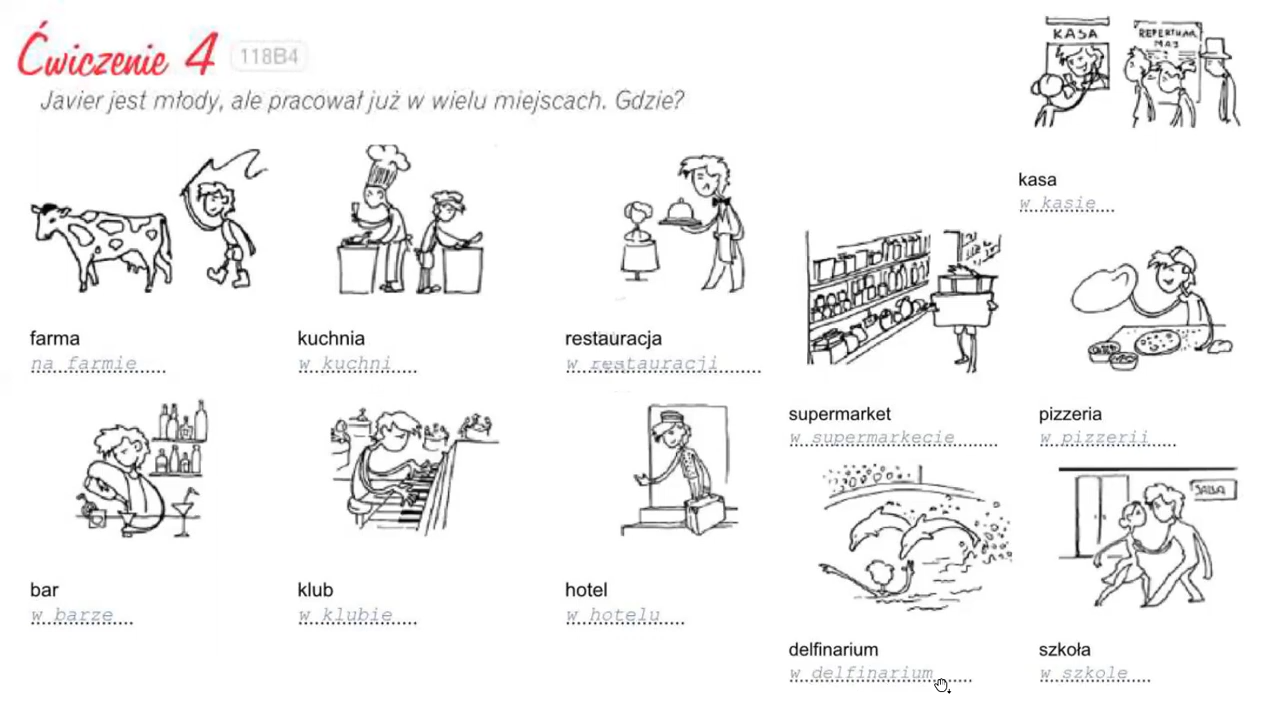 Ćwiczenie 4 118B4
Javier jest młody, ale pracował już w wielu miejscach. Gdzie?
KASA
REPERTUAR
MAJ
kasa
w kasie
farma
na farmie
kuchnia
w kuchni
restauracja
w restauracji
supermarket
w supermarkecie
pizzeria
w pizzerii
bar
w barze
klub
w klubie
hotel
w hotelu
SALSA
delfinarium
w delfinarium
szkoła
w szkole